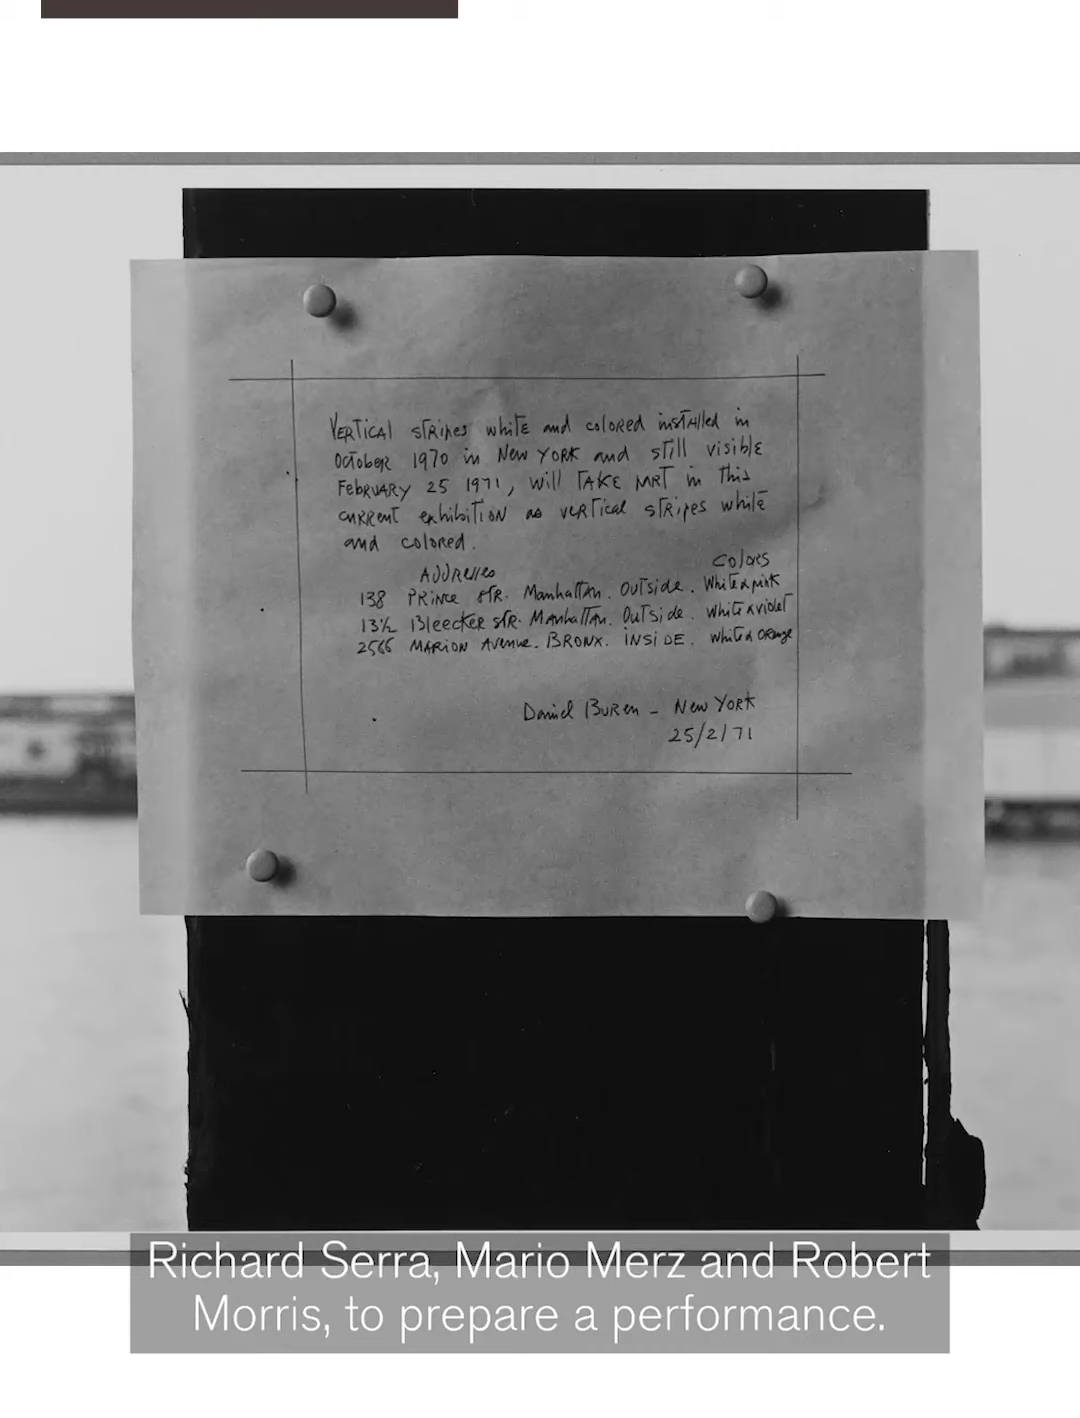 Vertical stripes white and colored installed in
October 1970 in New York and still visible
February 25 1971, will take part in this
current exhibition as vertical stripes white
and colored.
Addresses Colors
138 Prince str. Manhattan. Outside. White & pink
13½ Bleecker str. Manhattan. Outside. White & violet
2566 Marion Avenue. Bronx. Inside. White & orange
Daniel Buren - New York
25/2/71
Richard Serra, Mario Merz and Robert
Morris, to prepare a performance.